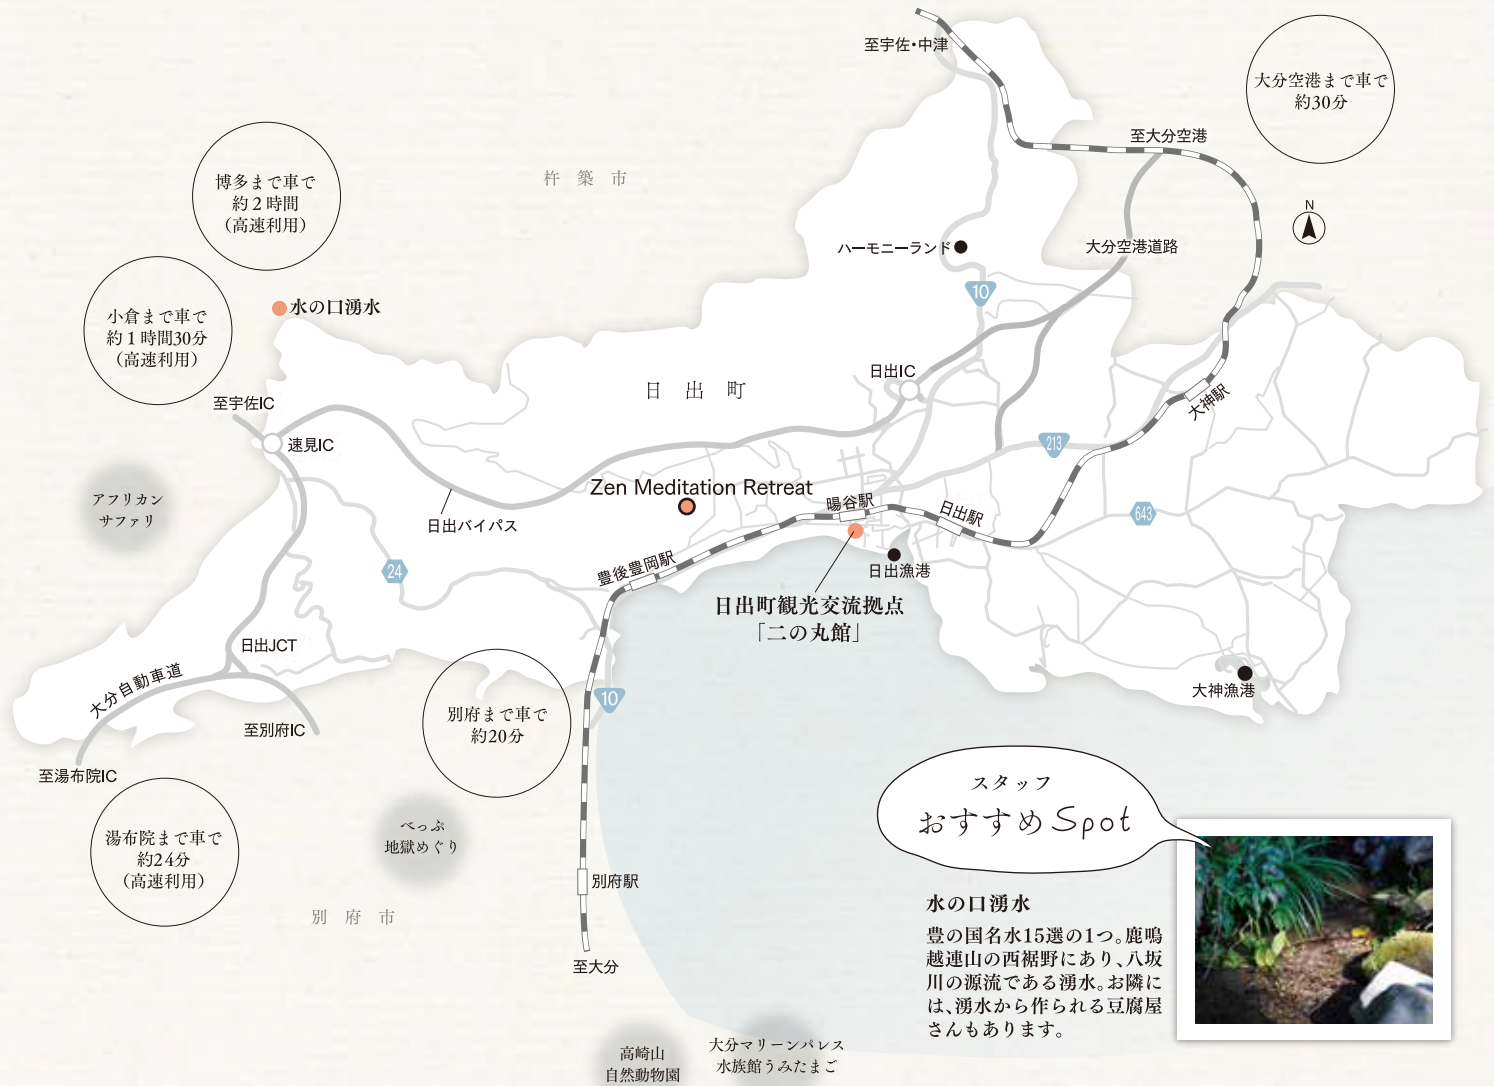 至宇佐・中津
大分空港まで車で
約30分
至大分空港
博多まで車で
約2時間
（高速利用）
杵築市
N
ハーモニーランド
大分空港道路
10
水の口湧水
小倉まで車で
約1時間30分
（高速利用）
日出町
日出IC
大神駅
至宇佐IC
速見IC
213
アフリカン
サファリ
日出バイパス
Zen Meditation Retreat
暘谷駅
日出駅
643
24
豊後豊岡駅
日出漁港
日出町観光交流拠点
「二の丸館」
日出JCT
大分自動車道
大神漁港
至別府IC
別府まで車で
約20分
10
至湯布院IC
湯布院まで車で
約24分
（高速利用）
べっぷ
地獄めぐり
別府駅
別府市
至大分
スタッフ
おすすめSpot
水の口湧水
豊の国名水15選の1つ。鹿鳴
越連山の西裾野にあり、八坂
川の源流である湧水。お隣に
は、湧水から作られる豆腐屋
さんもあります。
高崎山
自然動物園
大分マリーンパレス
水族館うみたまご